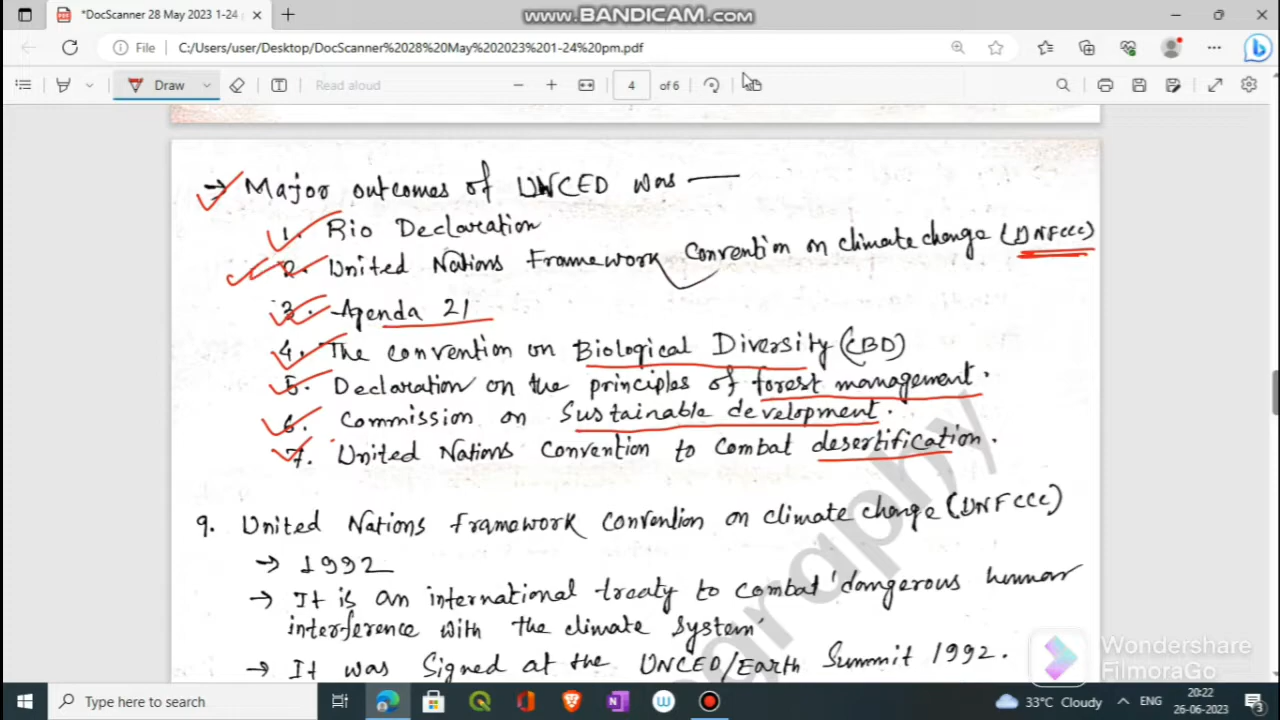 *DocScanner 28 May 2023 1-24
www.BANDICAM.com
File
C:/Users/user/Desktop/DocScanner%2028%20May%202023%201-24%20pm.pdf
Draw
Read aloud
4
of 6
→ Major outcomes of UNCED was —
1. Rio Declaration
2. United Nations Framework Convention on climate change (UNFCCC)
3. Agenda 21
4. The convention on Biological Diversity (CBD)
5. Declaration on the principles of forest management.
6. Commission on Sustainable development.
7. United Nations Convention to Combat desertification.
9. United Nations Framework Convention on climate change (UNFCCC)
→ 1992
→ It is an international treaty to combat 'dangerous human
interference with the climate system'
→ It was Signed at the UNCED/Earth Summit 1992.
graphy
Wondershare
FilmoraGo
Type here to search
33°C Cloudy
ENG
20:22
26-06-2023
3